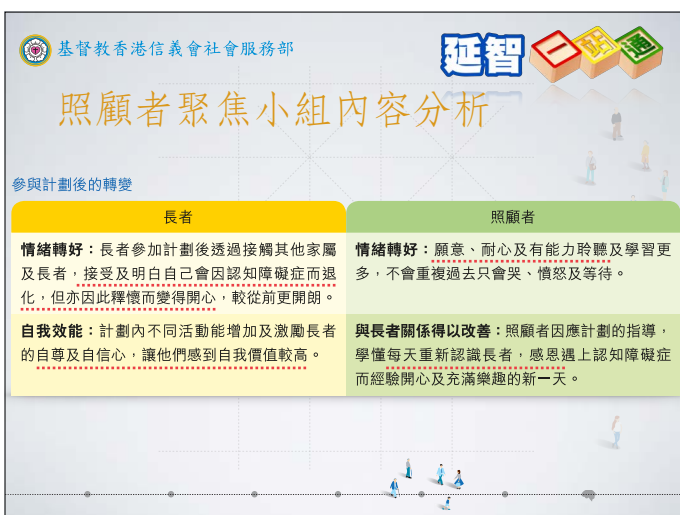 基督教香港信義會社會服務部
延智一站通
照顧者聚焦小組內容分析
參與計劃後的轉變
長者
照顧者
情緒轉好：長者參加計劃後透過接觸其他家屬
及長者，接受及明白自己會因認知障礙症而退
化，但亦因此釋懷而變得開心，較從前更開朗。
情緒轉好：願意、耐心及有能力聆聽及學習更
多，不會重複過去只會哭、憤怒及等待。
自我效能：計劃內不同活動能增加及激勵長者
的自尊及自信心，讓他們感到自我價值較高。
與長者關係得以改善：照顧者因應計劃的指導，
學懂每天重新認識長者，感恩遇上認知障礙症
而經驗開心及充滿樂趣的新一天。